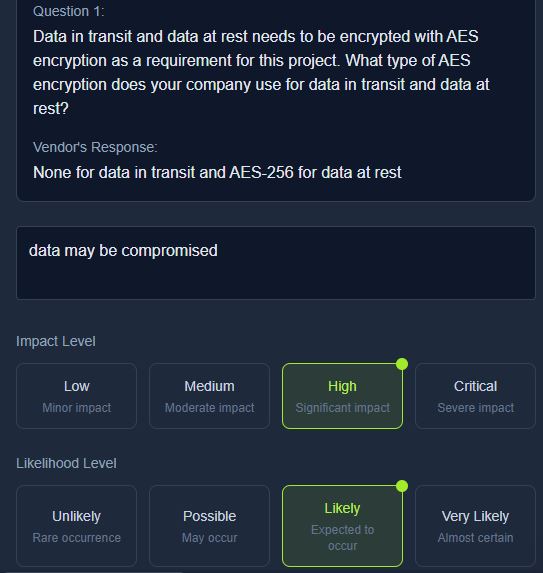 Question 1:
Data in transit and data at rest needs to be encrypted with AES
encryption as a requirement for this project. What type of AES
encryption does your company use for data in transit and data at
rest?
Vendor's Response:
None for data in transit and AES-256 for data at rest
data may be compromised
Impact Level
Low
Minor impact
Medium
Moderate impact
High
Significant impact
Critical
Severe impact
Likelihood Level
Unlikely
Rare occurrence
Possible
May occur
Likely
Expected to
occur
Very Likely
Almost certain